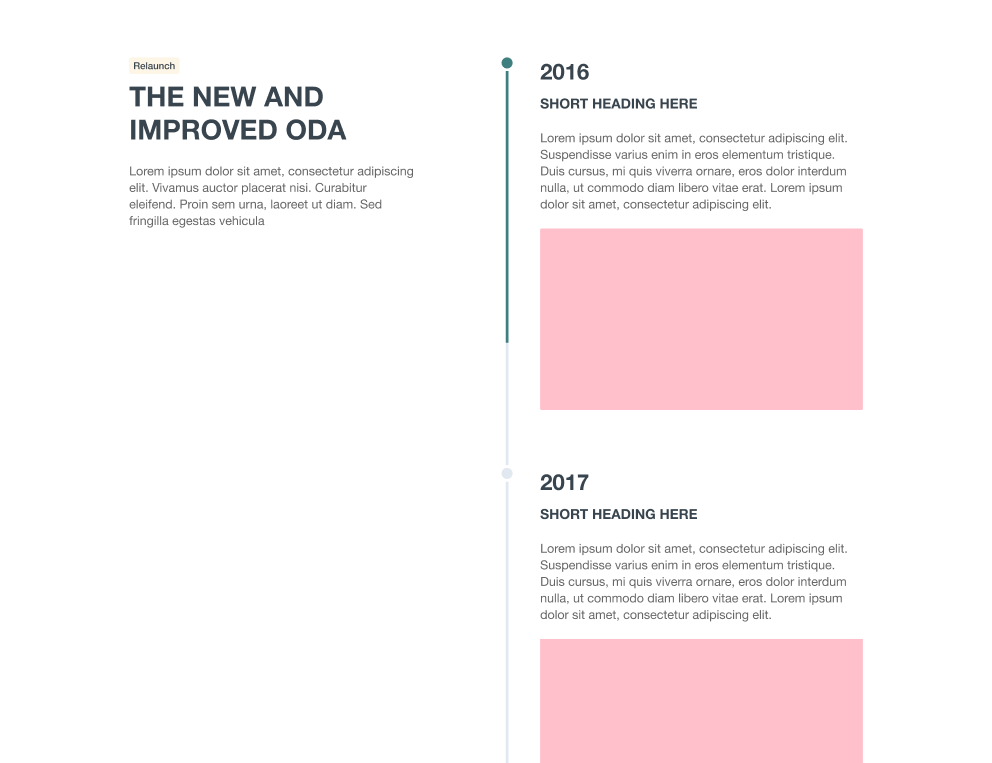 Relaunch
THE NEW AND
IMPROVED ODA
Lorem ipsum dolor sit amet, consectetur adipiscing
elit. Vivamus auctor placerat nisi. Curabitur
eleifend. Proin sem urna, laoreet ut diam. Sed
fringilla egestas vehicula
2016
SHORT HEADING HERE
Lorem ipsum dolor sit amet, consectetur adipiscing elit.
Suspendisse varius enim in eros elementum tristique.
Duis cursus, mi quis viverra ornare, eros dolor interdum
nulla, ut commodo diam libero vitae erat. Lorem ipsum
dolor sit amet, consectetur adipiscing elit.
2017
SHORT HEADING HERE
Lorem ipsum dolor sit amet, consectetur adipiscing elit.
Suspendisse varius enim in eros elementum tristique.
Duis cursus, mi quis viverra ornare, eros dolor interdum
nulla, ut commodo diam libero vitae erat. Lorem ipsum
dolor sit amet, consectetur adipiscing elit.